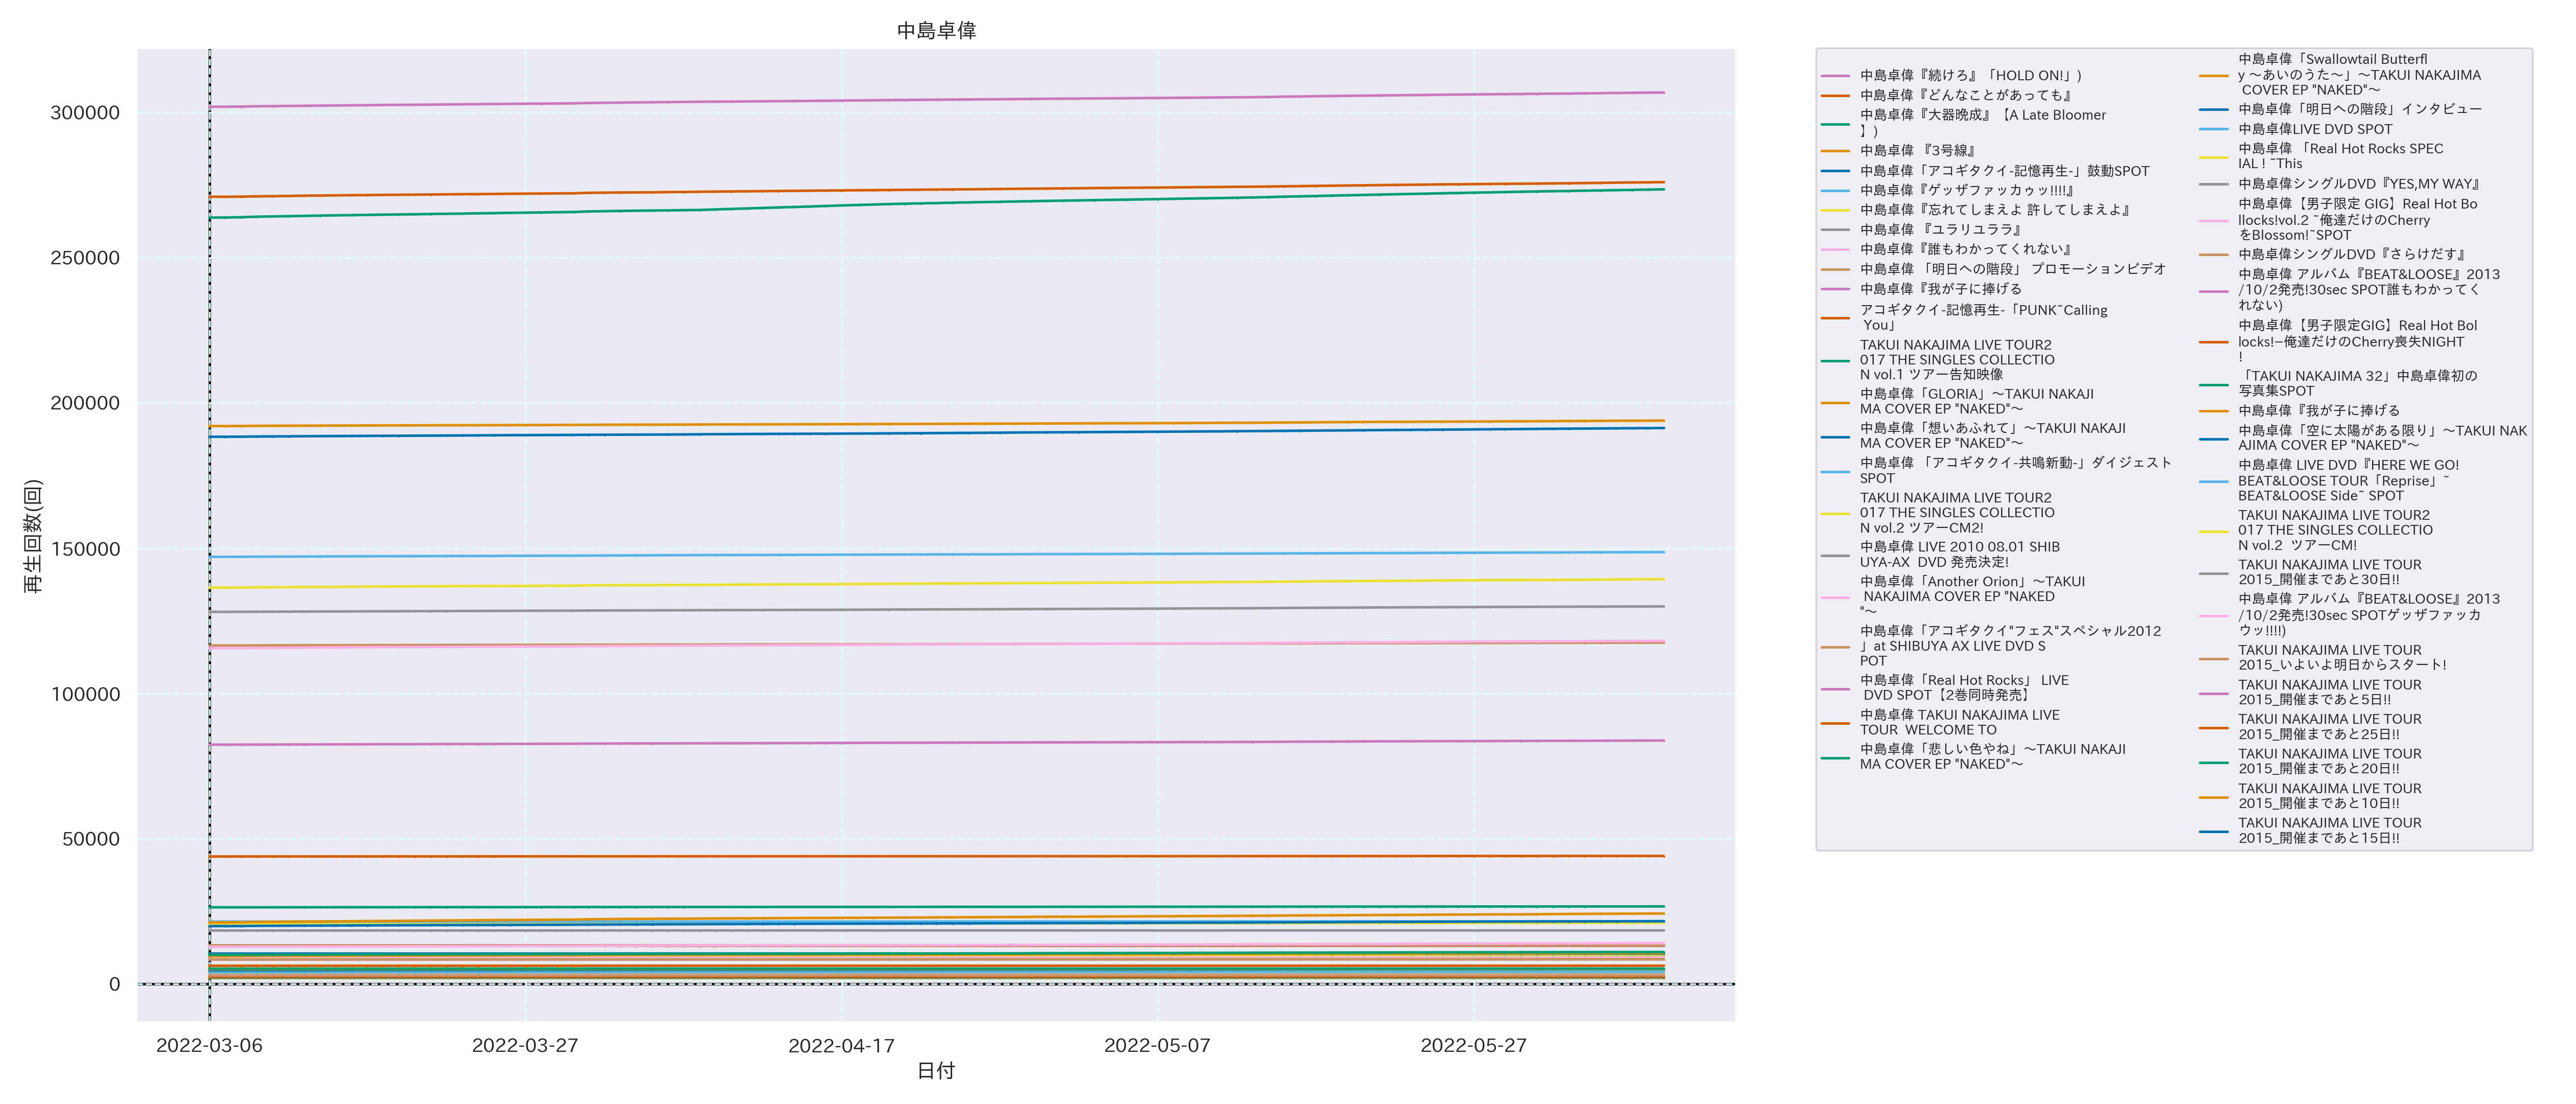 中島卓偉
300000
250000
200000
150000
100000
50000
0
再生回数(回)
2022-03-06
2022-03-27
2022-04-17
2022-05-07
2022-05-27
日付
中島卓偉『続けろ』「HOLD ON!」)
中島卓偉『どんなことがあっても』
中島卓偉『大器晩成』【A Late Bloomer
】)
中島卓偉 『3号線』
中島卓偉「アコギタクイ-記憶再生-」鼓動SPOT
中島卓偉『ゲッザファッカゥッ!!!!』
中島卓偉『忘れてしまえよ 許してしまえよ』
中島卓偉 『ユラリユララ』
中島卓偉『誰もわかってくれない』
中島卓偉 「明日への階段」 プロモーションビデオ
中島卓偉『我が子に捧げる
アコギタクイ-記憶再生-「PUNK~Calling
You」
TAKUI NAKAJIMA LIVE TOUR2
017 THE SINGLES COLLECTIO
N vol.1 ツアー告知映像
中島卓偉「GLORIA」〜TAKUI NAKAJI
MA COVER EP "NAKED"〜
中島卓偉「想いあふれて」〜TAKUI NAKAJI
MA COVER EP "NAKED"〜
中島卓偉 「アコギタクイ-共鳴新動-」ダイジェスト
SPOT
TAKUI NAKAJIMA LIVE TOUR2
017 THE SINGLES COLLECTIO
N vol.2 ツアーCM2!
中島卓偉 LIVE 2010 08.01 SHIB
UYA-AX  DVD 発売決定!
中島卓偉「Another Orion」〜TAKUI
NAKAJIMA COVER EP "NAKED
"〜
中島卓偉「アコギタクイ"フェス"スペシャル2012
」at SHIBUYA AX LIVE DVD S
POT
中島卓偉「Real Hot Rocks」 LIVE
DVD SPOT【2巻同時発売】
中島卓偉 TAKUI NAKAJIMA LIVE
TOUR  WELCOME TO
中島卓偉「悲しい色やね」〜TAKUI NAKAJI
MA COVER EP "NAKED"〜
中島卓偉「Swallowtail Butterfl
y 〜あいのうた〜」〜TAKUI NAKAJIMA
COVER EP "NAKED"〜
中島卓偉「明日への階段」インタビュー
中島卓偉LIVE DVD SPOT
中島卓偉 「Real Hot Rocks SPEC
IAL ! ~This
中島卓偉シングルDVD『YES,MY WAY』
中島卓偉【男子限定 GIG】Real Hot Bo
llocks!vol.2 ~俺達だけのCherry
をBlossom!~SPOT
中島卓偉シングルDVD『さらけだす』
中島卓偉 アルバム『BEAT&LOOSE』2013
/10/2発売!30sec SPOT誰もわかってく
れない)
中島卓偉【男子限定GIG】Real Hot Bol
locks!−俺達だけのCherry喪失NIGHT
!
「TAKUI NAKAJIMA 32」中島卓偉初の
写真集SPOT
中島卓偉『我が子に捧げる
中島卓偉「空に太陽がある限り」〜TAKUI NAK
AJIMA COVER EP "NAKED"〜
中島卓偉 LIVE DVD『HERE WE GO!
BEAT&LOOSE TOUR「Reprise」~
BEAT&LOOSE Side~ SPOT
TAKUI NAKAJIMA LIVE TOUR2
017 THE SINGLES COLLECTIO
N vol.2  ツアーCM!
TAKUI NAKAJIMA LIVE TOUR
2015_開催まであと30日!!
中島卓偉 アルバム『BEAT&LOOSE』2013
/10/2発売!30sec SPOTゲッザファッカ
ウッ!!!!)
TAKUI NAKAJIMA LIVE TOUR
2015_いよいよ明日からスタート!
TAKUI NAKAJIMA LIVE TOUR
2015_開催まであと5日!!
TAKUI NAKAJIMA LIVE TOUR
2015_開催まであと25日!!
TAKUI NAKAJIMA LIVE TOUR
2015_開催まであと20日!!
TAKUI NAKAJIMA LIVE TOUR
2015_開催まであと10日!!
TAKUI NAKAJIMA LIVE TOUR
2015_開催まであと15日!!